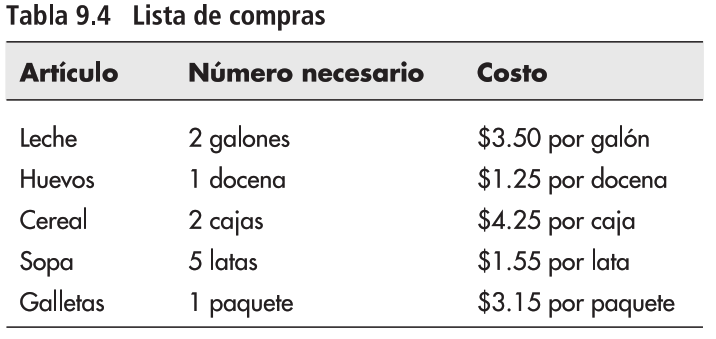 Tabla 9.4 Lista de compras
Artículo Número necesario Costo
Leche 2 galones $3.50 por galón
Huevos 1 docena $1.25 por docena
Cereal 2 cajas $4.25 por caja
Sopa 5 latas $1.55 por lata
Galletas 1 paquete $3.15 por paquete